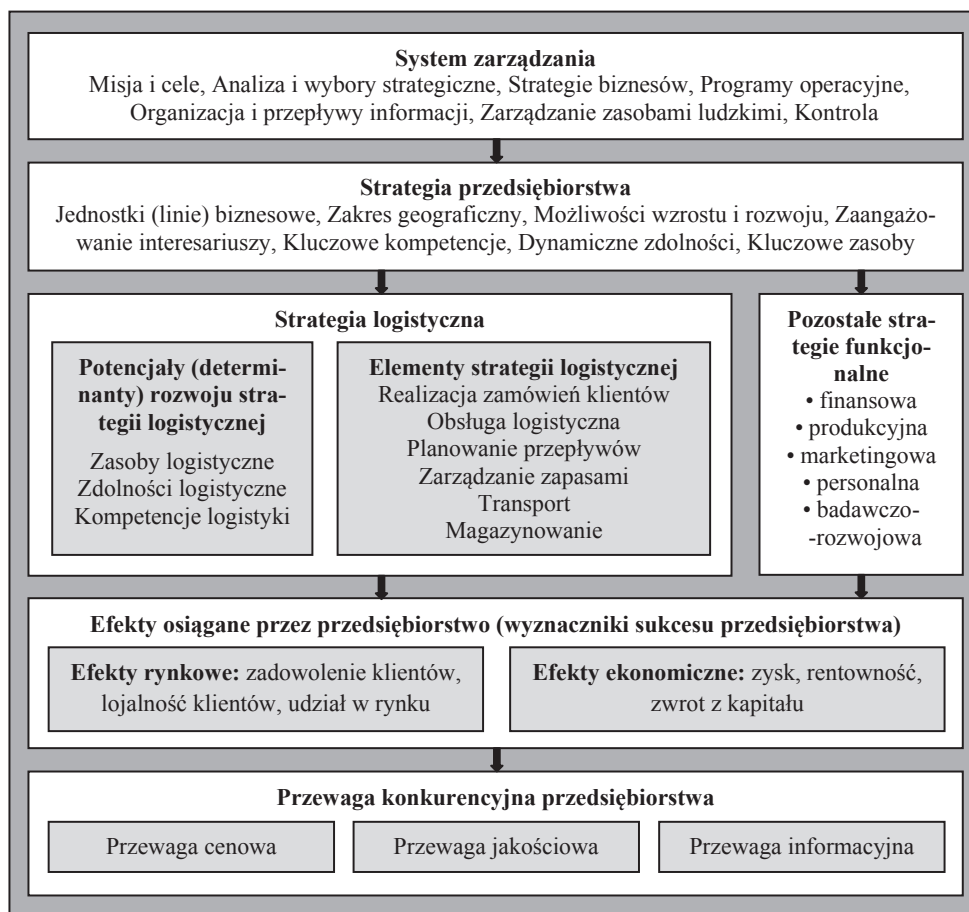 System zarządzania
Misja i cele, Analiza i wybory strategiczne, Strategie biznesów, Programy operacyjne,
Organizacja i przepływy informacji, Zarządzanie zasobami ludzkimi, Kontrola
Strategia przedsiębiorstwa
Jednostki (linie) biznesowe, Zakres geograficzny, Możliwości wzrostu i rozwoju, Zaangażo-
wanie interesariuszy, Kluczowe kompetencje, Dynamiczne zdolności, Kluczowe zasoby
Strategia logistyczna
Potencjały (determi-
nanty) rozwoju stra-
tegii logistycznej
Zasoby logistyczne
Zdolności logistyczne
Kompetencje logistyki
Elementy strategii logistycznej
Realizacja zamówień klientów
Obsługa logistyczna
Planowanie przepływów
Zarządzanie zapasami
Transport
Magazynowanie
Pozostałe stra-
tegie funkcjo-
nalne
• finansowa
• produkcyjna
• marketingowa
• personalna
• badawczo-
-rozwojowa
Efekty osiągane przez przedsiębiorstwo (wyznaczniki sukcesu przedsiębiorstwa)
Efekty rynkowe: zadowolenie klientów,
lojalność klientów, udział w rynku
Efekty ekonomiczne: zysk, rentowność,
zwrot z kapitału
Przewaga konkurencyjna przedsiębiorstwa
Przewaga cenowa
Przewaga jakościowa
Przewaga informacyjna